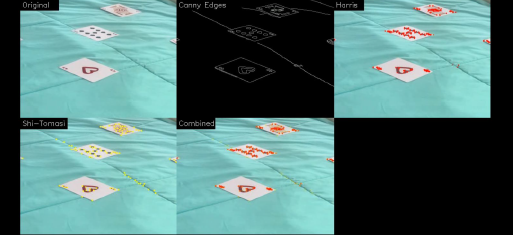 Original
Canny Edges
Harris
Shi-Tomasi
Combined